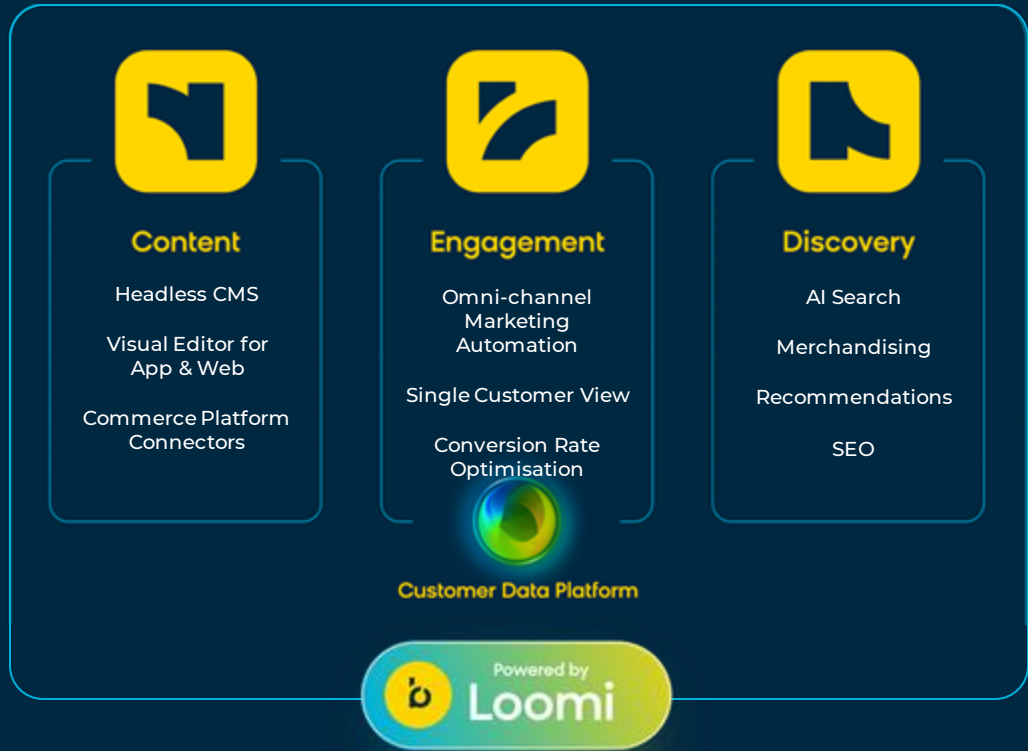 Content
Headless CMS
Visual Editor for
App & Web
Commerce Platform
Connectors
Engagement
Omni-channel
Marketing
Automation
Single Customer View
Conversion Rate
Optimisation
Customer Data Platform
Discovery
AI Search
Merchandising
Recommendations
SEO
b
Powered by
Loomi